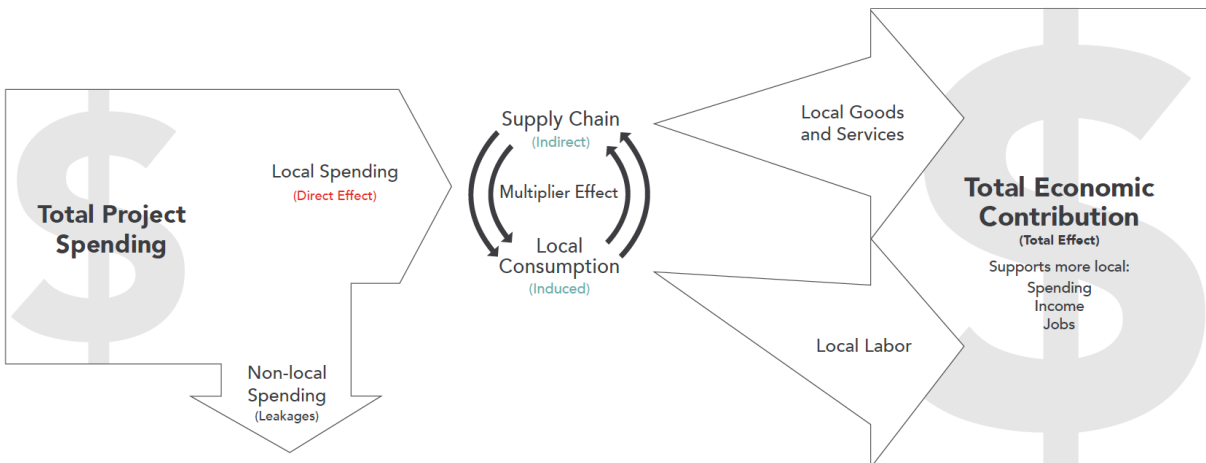 Total Project
Spending
Local Spending
(Direct Effect)
Non-local
Spending
(Leakages)
Supply Chain
(Indirect)
Multiplier Effect
Local
Consumption
(Induced)
Local Goods
and Services
Local Labor
Total Economic
Contribution
(Total Effect)
Supports more local:
Spending
Income
Jobs